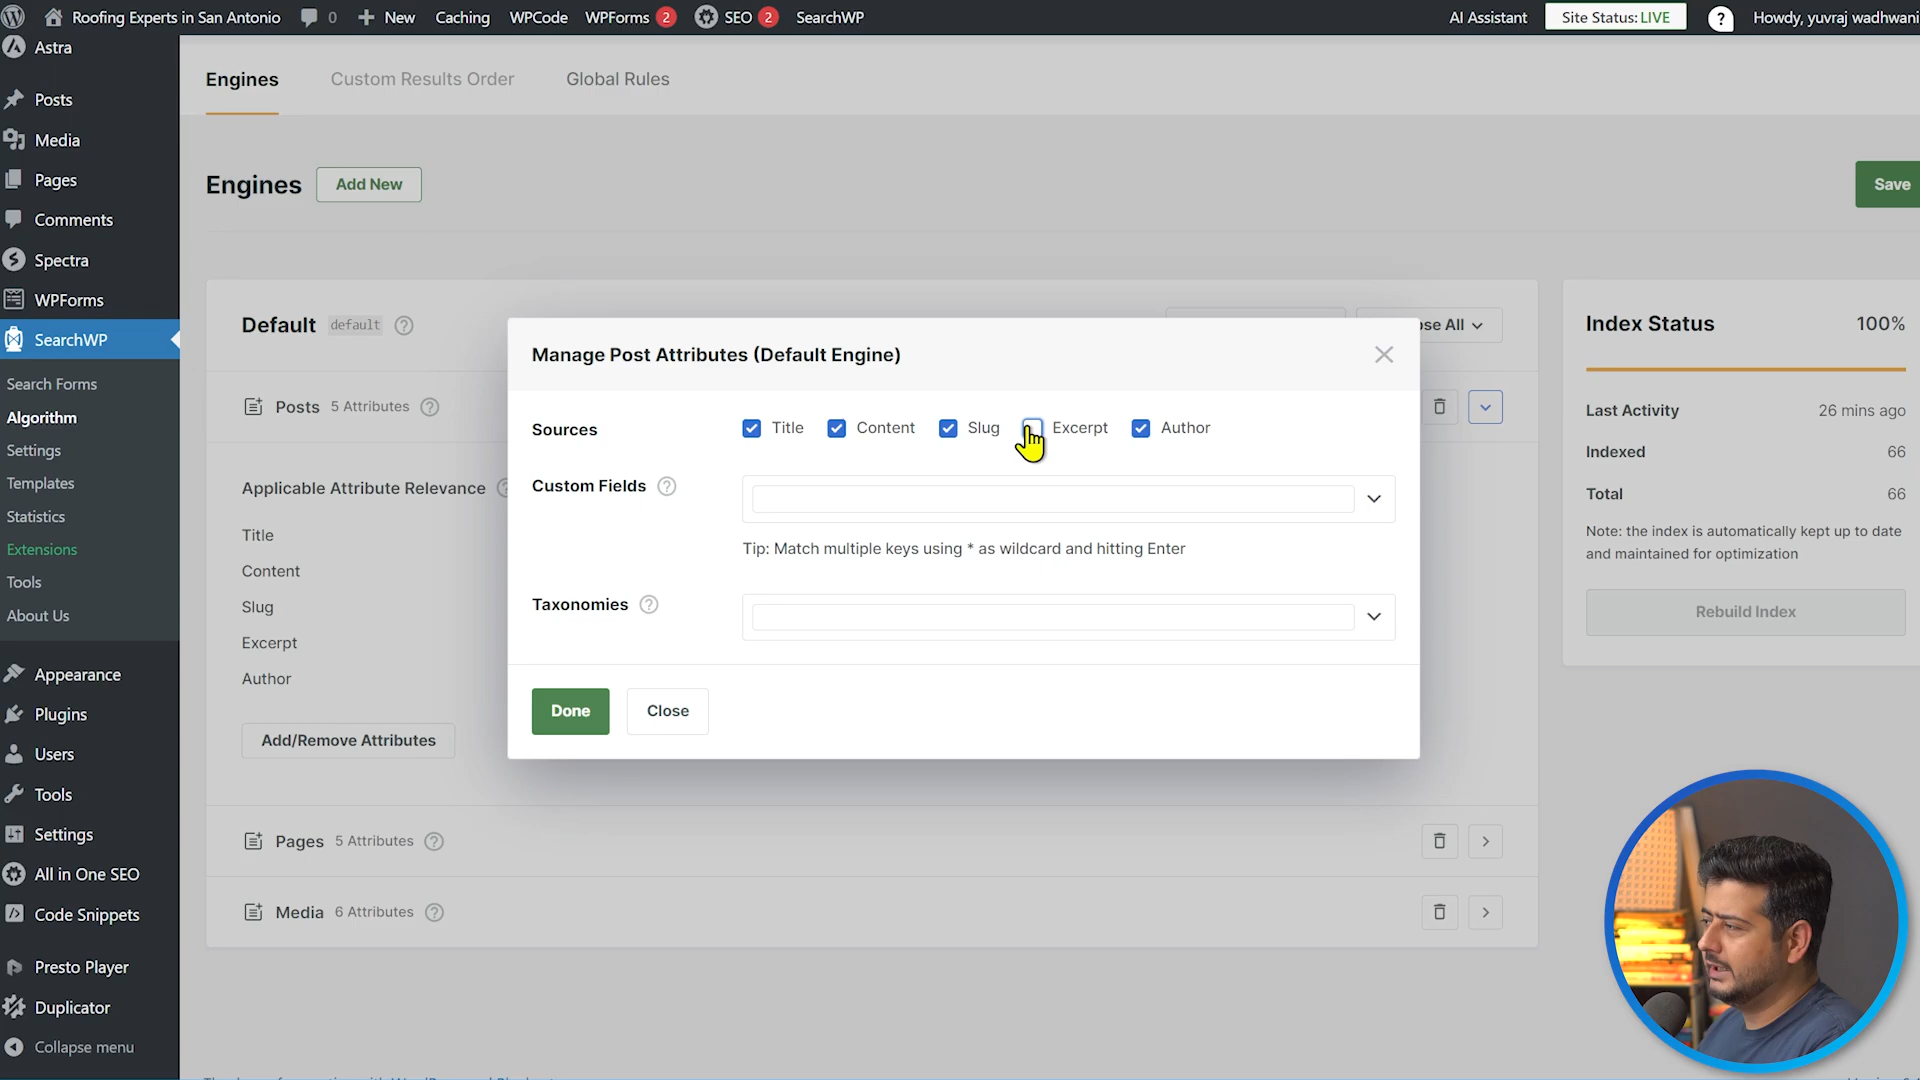 Roofing Experts in San Antonio 0 New Caching WPCode WPForms 2 SEO 2 SearchWP AI Assistant Site Status: LIVE ? Howdy, yuvraj wadhwani
Astra
Posts
Media
Pages
Comments
Spectra
WPForms
SearchWP
Search Forms
Algorithm
Settings
Templates
Statistics
Extensions
Tools
About Us
Appearance
Plugins
Users
Tools
Settings
All in One SEO
Code Snippets
Presto Player
Duplicator
Collapse menu
Engines Custom Results Order Global Rules
Engines Add New Save
Default default ?
Posts 5 Attributes ?
Applicable Attribute Relevance ?
Title
Content
Slug
Excerpt
Author
Add/Remove Attributes
Pages 5 Attributes ?
Media 6 Attributes ?
Manage Post Attributes (Default Engine)
Sources Title Content Slug Excerpt Author
Custom Fields ?
Tip: Match multiple keys using * as wildcard and hitting Enter
Taxonomies ?
Done Close
All
Index Status 100%
Last Activity 26 mins ago
Indexed 66
Total 66
Note: the index is automatically kept up to date
and maintained for optimization
Rebuild Index